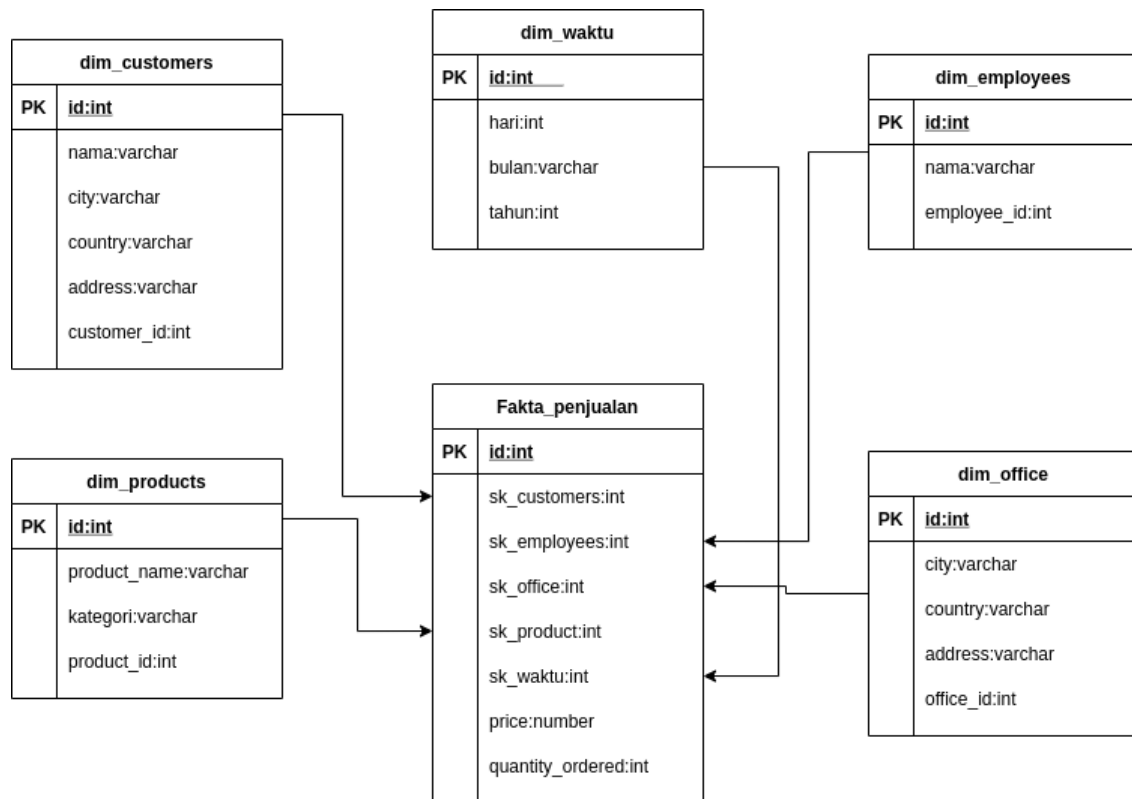 dim_customers
PK id:int
nama:varchar
city:varchar
country:varchar
address:varchar
customer_id:int
dim_waktu
PK id:int___
hari:int
bulan:varchar
tahun:int
dim_employees
PK id:int
nama:varchar
employee_id:int
dim_products
PK id:int
product_name:varchar
kategori:varchar
product_id:int
Fakta_penjualan
PK id:int
sk_customers:int
sk_employees:int
sk_office:int
sk_product:int
sk_waktu:int
price:number
quantity_ordered:int
dim_office
PK id:int
city:varchar
country:varchar
address:varchar
office_id:int